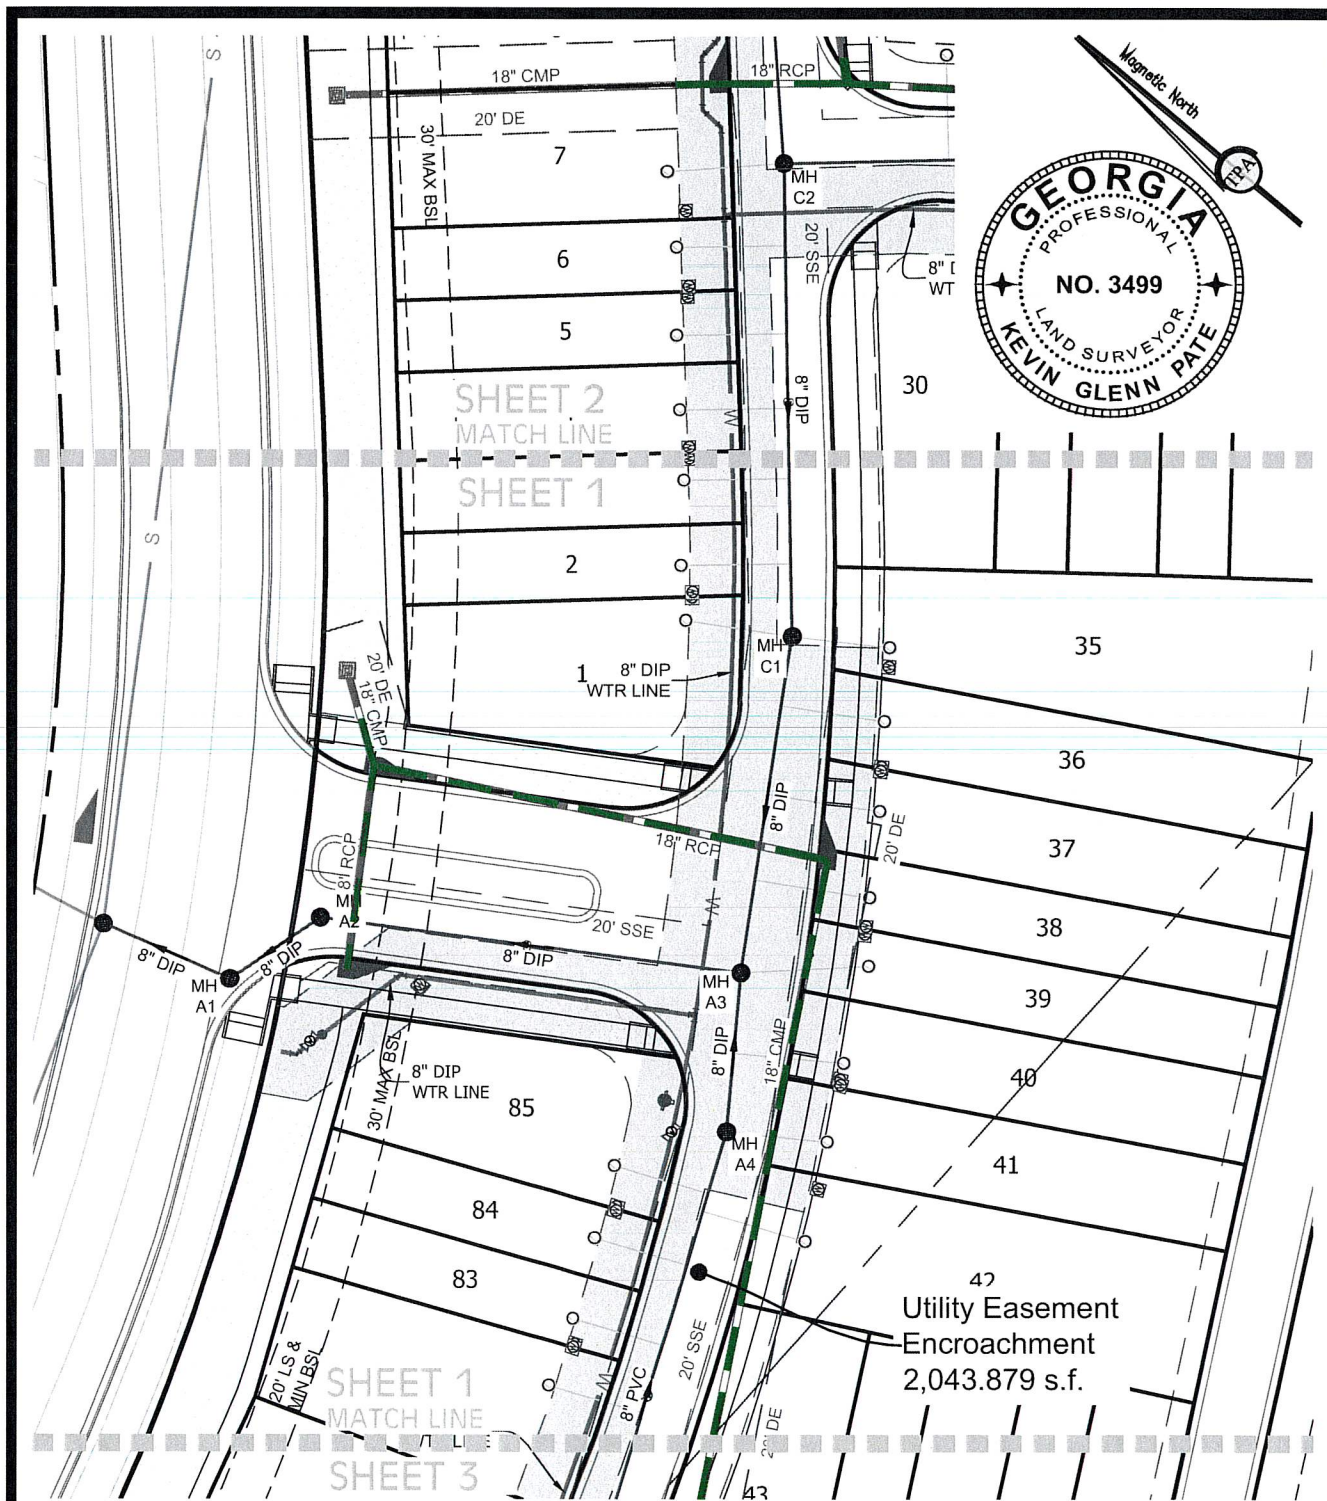 S
18" CMP
18" RCP
Magnetic North
TPA
20' DE
30' MAX BSL
7
MH
C2
GEORGIA
PROFESSIONAL
NO. 3499
LAND SURVEYOR
KEVIN GLENN PATE
20' SSE
6
8" D
WT
5
8" DIP
30
SHEET 2
MATCH LINE
W
SHEET 1
S
2
MH
C1
35
20' DE
18" CMP
1
8" DIP
WTR LINE
36
8" DIP
18" RCP
37
20' DE
8' RCP
MH
A2
W
38
20' SSE
8" DIP
8" DIP
8" DIP
MH
A1
MH
A3
39
8" DIP
18" CMP
30' MAX BSL
8" DIP
WTR LINE
40
85
MH
A4
41
84
83
42
Utility Easement
Encroachment
2,043.879 s.f.
20' LS &
MIN BSL
20' SSE
SHEET 1
MATCH LINE
WTR LINE
8" PVC
W
20' DE
SHEET 3
43